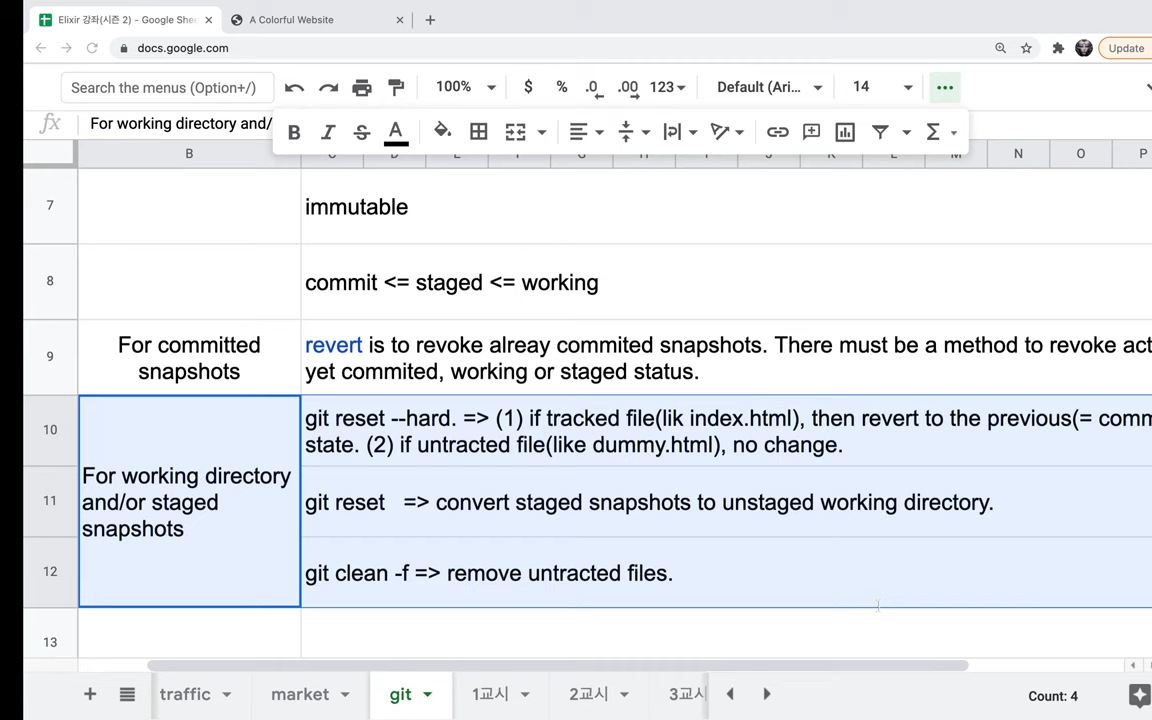 Elixir 강좌(시즌 2) - Google Shee
A Colorful Website
docs.google.com
Update
Search the menus (Option+/)
100%
$ % .0 .00 123
Default (Ari...
14
fx
For working directory and/
B
N O P
7
immutable
8
commit <= staged <= working
9
For committed
snapshots
revert is to revoke alreay commited snapshots. There must be a method to revoke act
yet commited, working or staged status.
10
11
12
For working directory
and/or staged
snapshots
git reset --hard. => (1) if tracked file(lik index.html), then revert to the previous(= comm
state. (2) if untracted file(like dummy.html), no change.
git reset => convert staged snapshots to unstaged working directory.
git clean -f => remove untracted files.
13
traffic
market
git
1교시
2교시
3교시
Count: 4